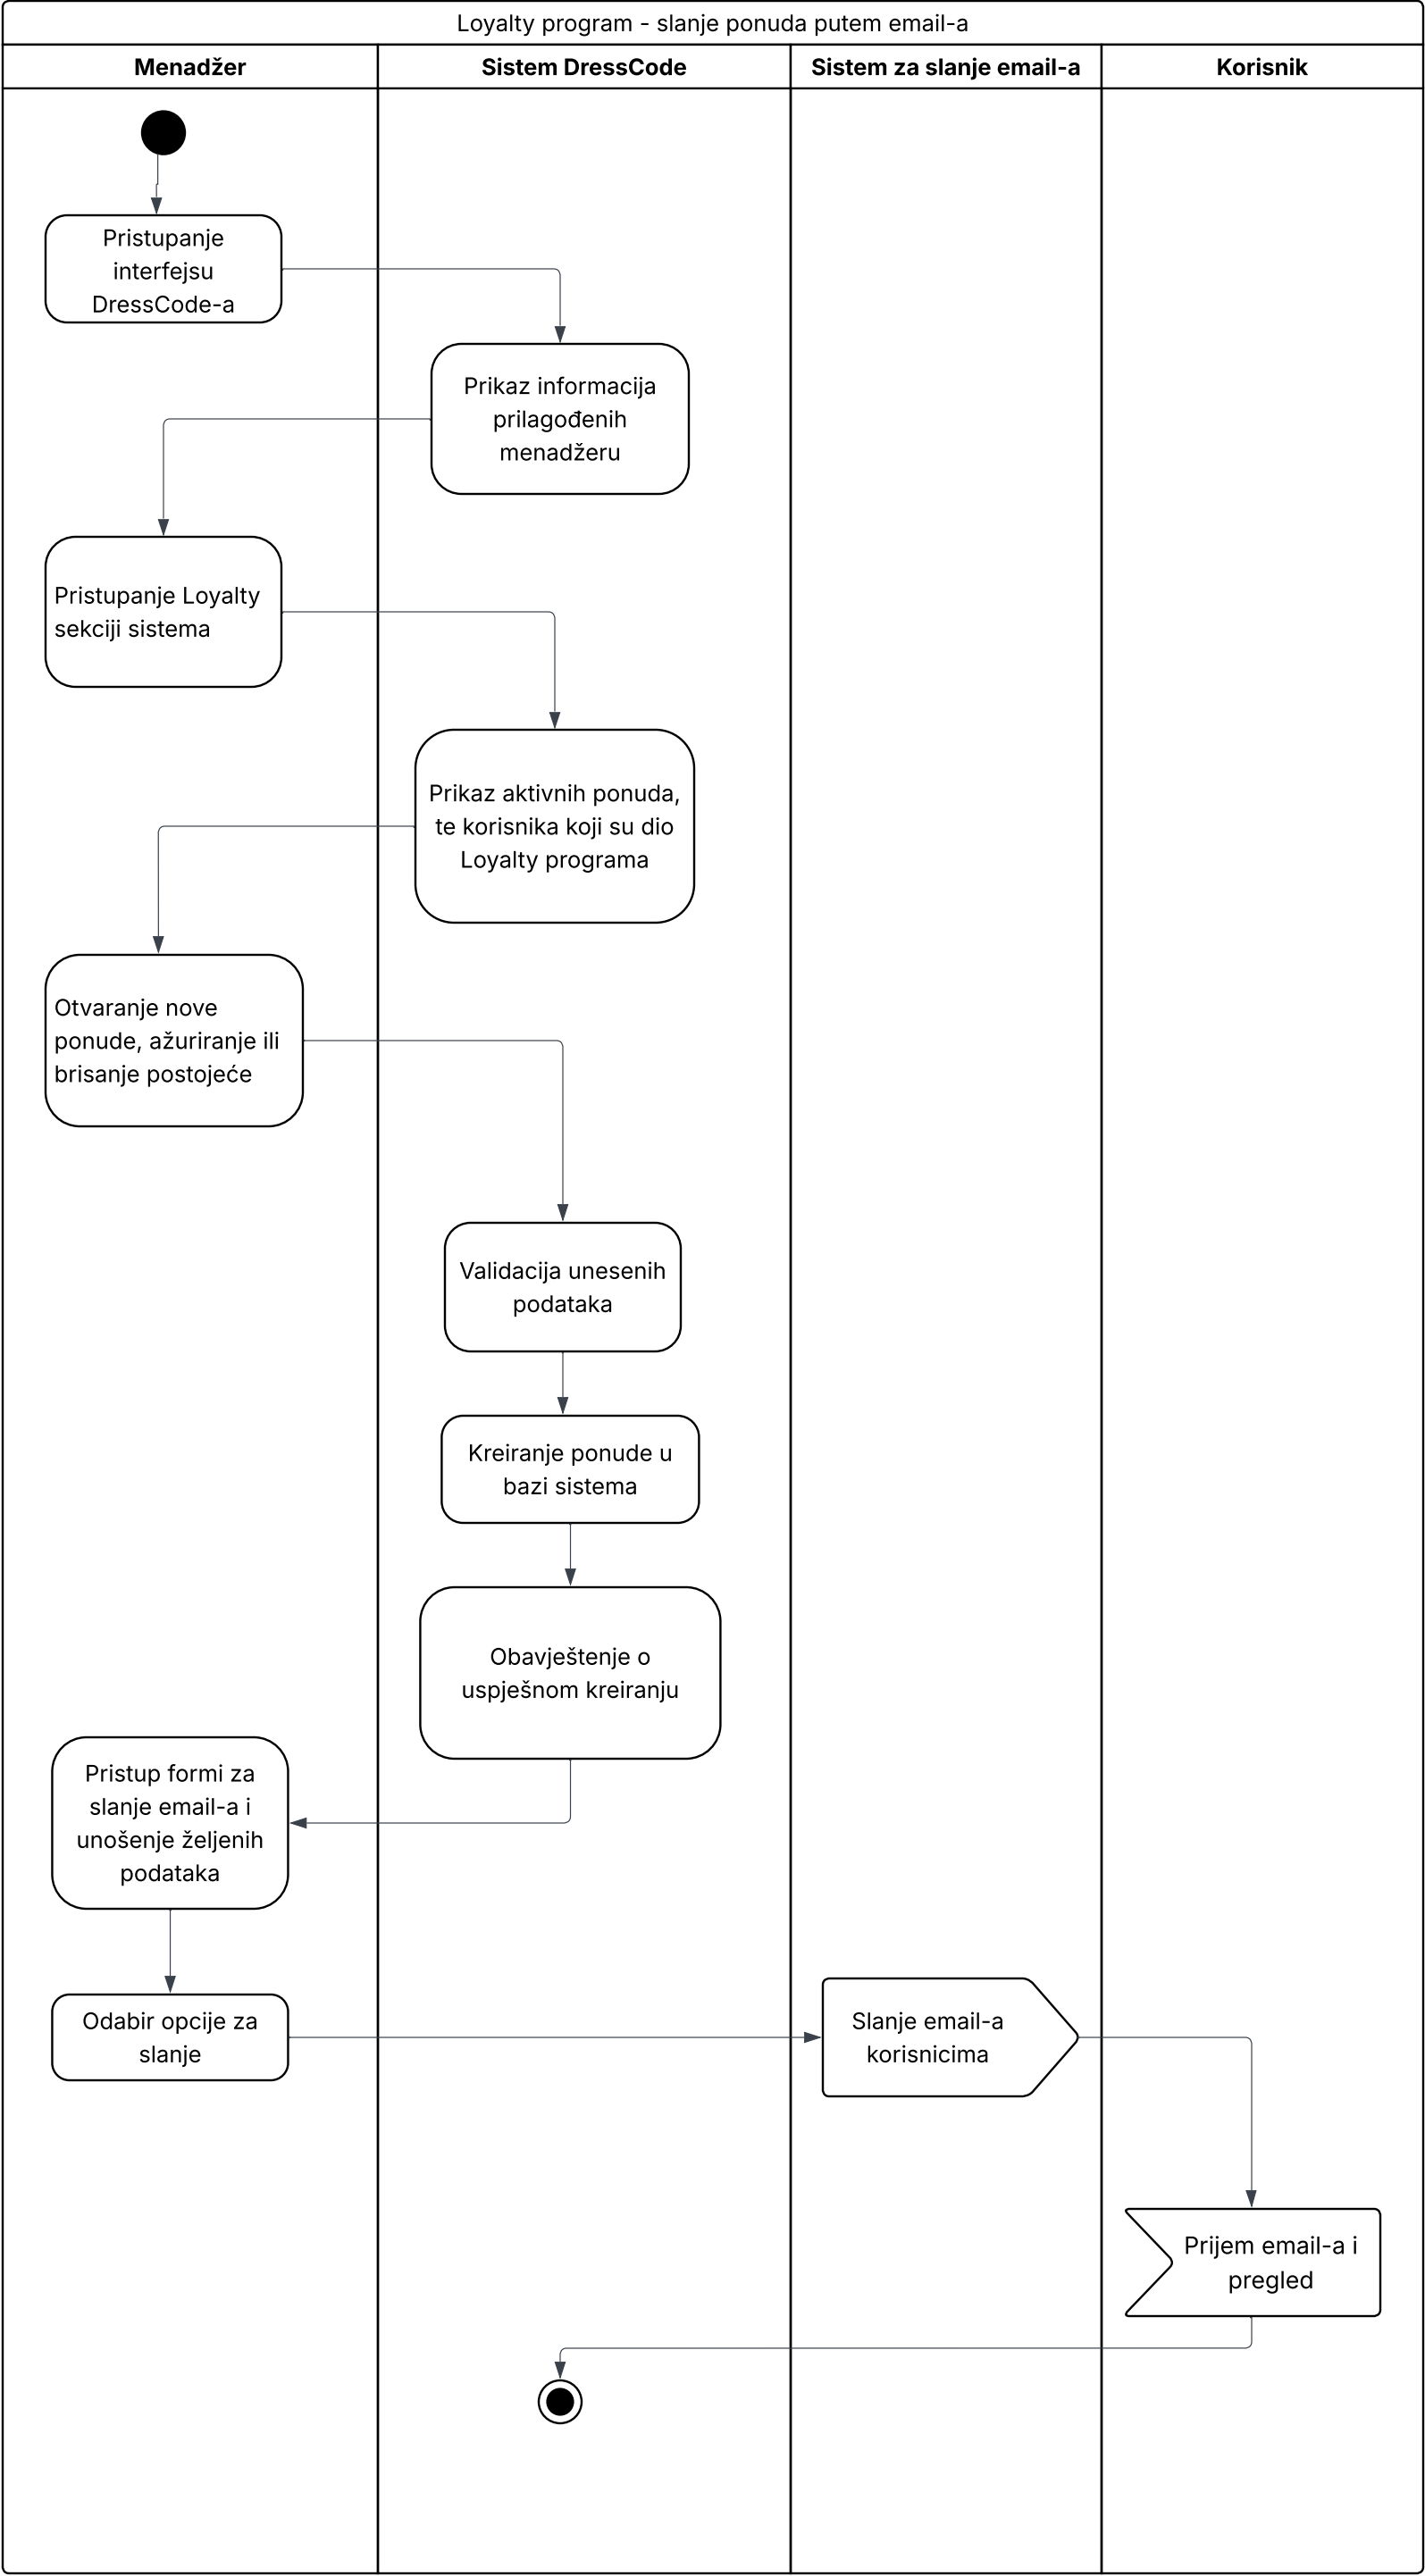 Loyalty program - slanje ponuda putem email-a
Menadžer
Sistem DressCode
Sistem za slanje email-a
Korisnik
Pristupanje
interfejsu
DressCode-a
Prikaz informacija
prilagođenih
menadžeru
Pristupanje Loyalty
sekciji sistema
Prikaz aktivnih ponuda,
te korisnika koji su dio
Loyalty programa
Otvaranje nove
ponude, ažuriranje ili
brisanje postojeće
Validacija unesenih
podataka
Kreiranje ponude u
bazi sistema
Obavještenje o
uspješnom kreiranju
Pristup formi za
slanje email-a i
unošenje željenih
podataka
Odabir opcije za
slanje
Slanje email-a
korisnicima
Prijem email-a i
pregled